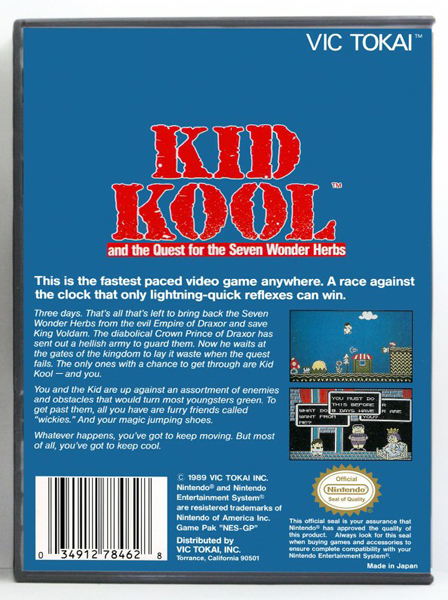 VIC TOKAI™
KID
KOOL™
and the Quest for the Seven Wonder Herbs
This is the fastest paced video game anywhere. A race against
the clock that only lightning-quick reflexes can win.
Three days. That's all that's left to bring back the Seven
Wonder Herbs from the evil Empire of Draxor and save
King Voldam. The diabolical Crown Prince of Draxor has
sent out a hellish army to guard them. Now he waits at
the gates of the kingdom to lay it waste when the quest
fails. The only ones with a chance to get through are Kid
Kool — and you.
You and the Kid are up against an assortment of enemies
and obstacles that would turn most youngsters green. To
get past them, all you have are furry friends called
"wickies." And your magic jumping shoes.
Whatever happens, you've got to keep moving. But most
of all, you've got to keep cool.
YOU MUST DO
THIS BEFORE A
WHAT DO 3 DAYS HAVE R ARE
WANT FROM YOU?
ME?
© 1989 VIC TOKAI INC.
Nintendo® and Nintendo
Entertainment System®
are registered trademarks
of Nintendo of America Inc.
Game Pak "NES-GP"
Distributed by
VIC TOKAI, INC.
Torrance, California 90501
0 34912 78462 8
Official
Nintendo®
Seal of Quality
This official seal is your assurance that
Nintendo® has approved the quality of
this product. Always look for this seal
when buying games and accessories to
ensure complete compatibility with your
Nintendo Entertainment System.®
Made in Japan